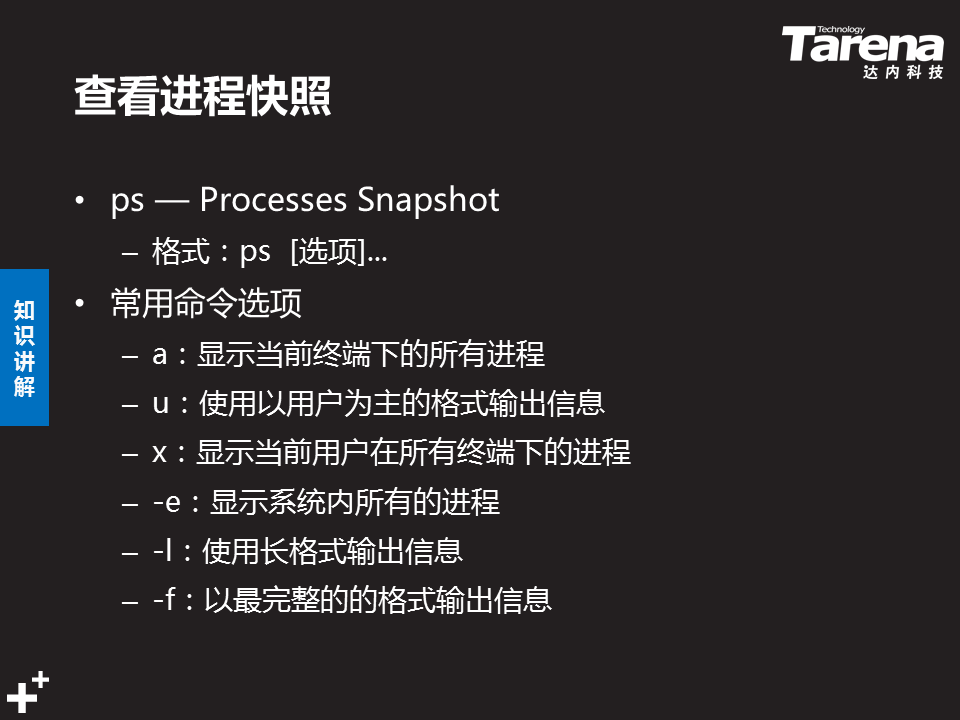 Technology
Tarena
达内科技
查看进程快照
• ps — Processes Snapshot
– 格式：ps [选项]...
• 常用命令选项
– a：显示当前终端下的所有进程
– u：使用以用户为主的格式输出信息
– x：显示当前用户在所有终端下的进程
– -e：显示系统内所有的进程
– -l：使用长格式输出信息
– -f：以最完整的的格式输出信息
知识讲解